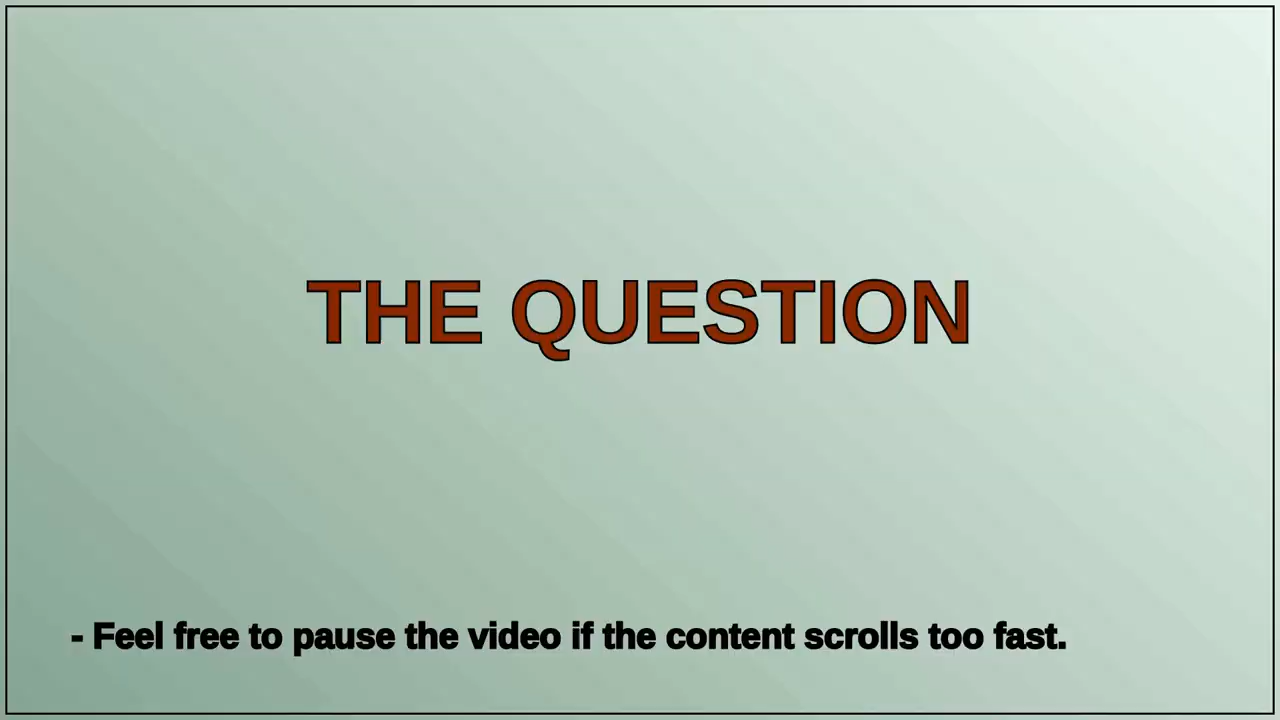 THE QUESTION
- Feel free to pause the video if the content scrolls too fast.